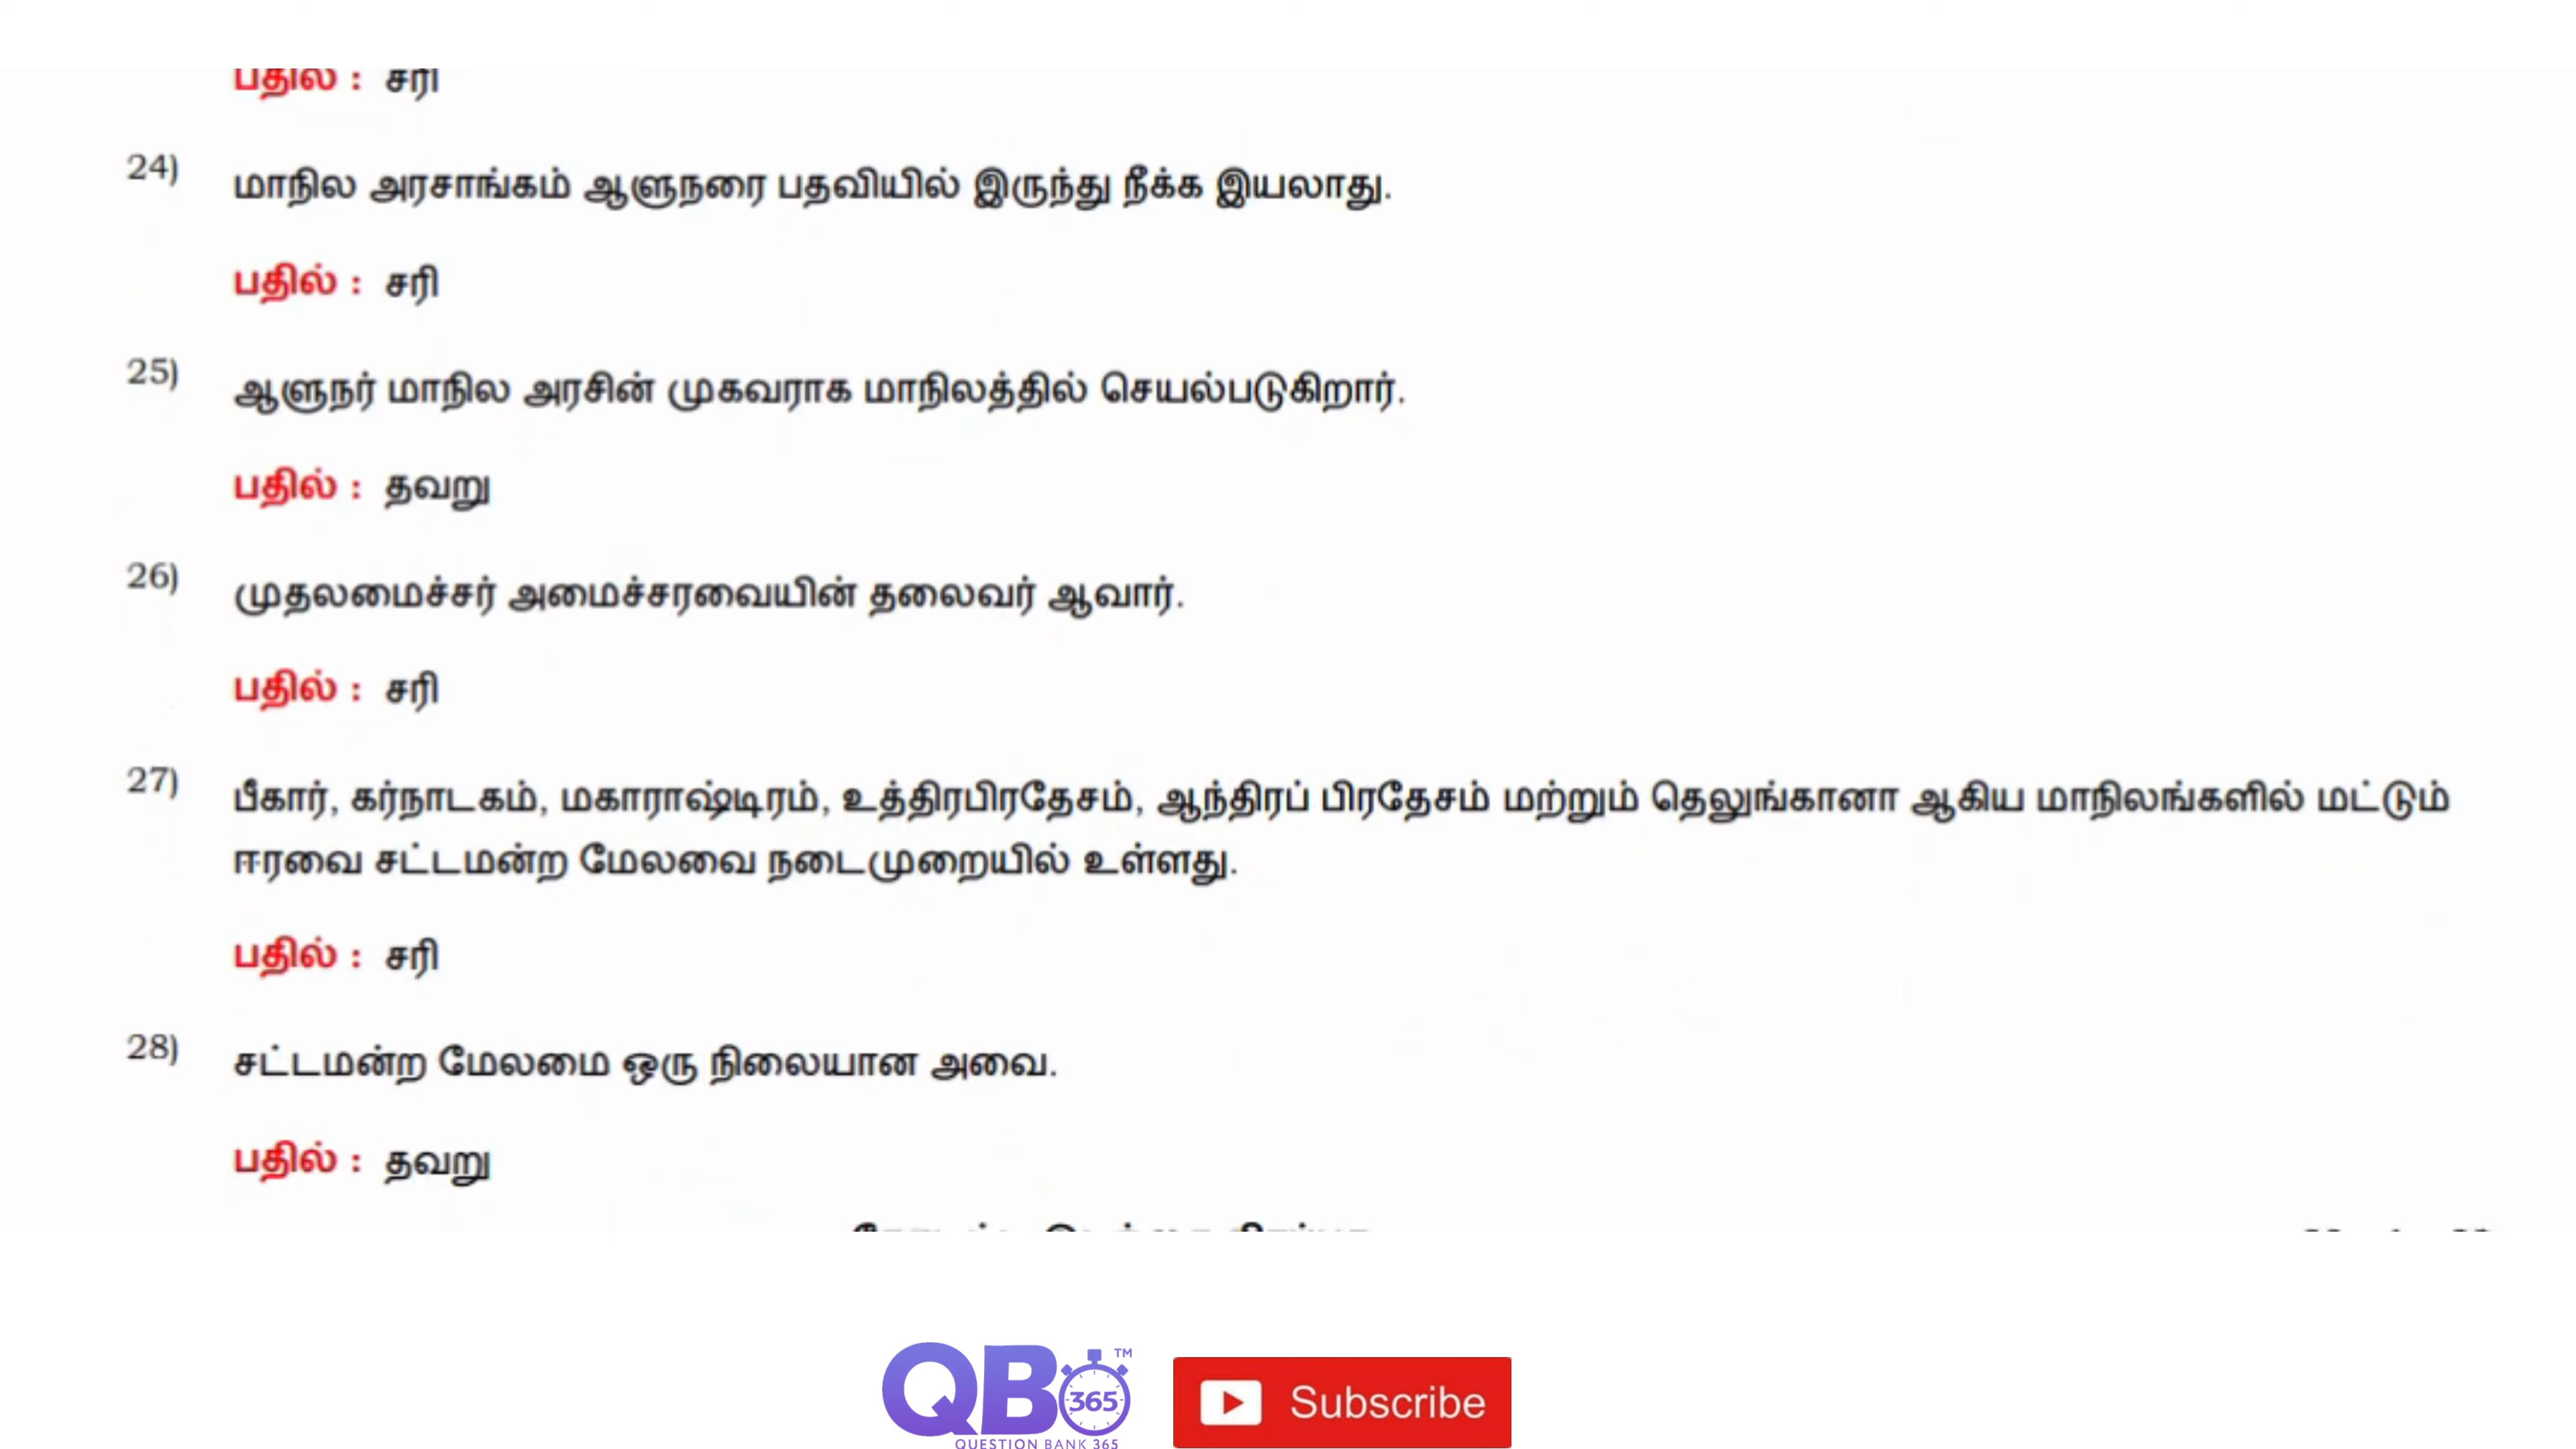 பதில் : சரி
24) மாநில அரசாங்கம் ஆளுநரை பதவியில் இருந்து நீக்க இயலாது.
பதில் : சரி
25) ஆளுநர் மாநில அரசின் முகவராக மாநிலத்தில் செயல்படுகிறார்.
பதில் : தவறு
26) முதலமைச்சர் அமைச்சரவையின் தலைவர் ஆவார்.
பதில் : சரி
27) பீகார், கர்நாடகம், மகாராஷ்டிரம், உத்திரபிரதேசம், ஆந்திரப் பிரதேசம் மற்றும் தெலுங்கானா ஆகிய மாநிலங்களில் மட்டும்
ஈரவை சட்டமன்ற மேலவை நடைமுறையில் உள்ளது.
பதில் : சரி
28) சட்டமன்ற மேலமை ஒரு நிலையான அவை.
பதில் : தவறு
QB365 TM
Subscribe
QUESTION BANK 365